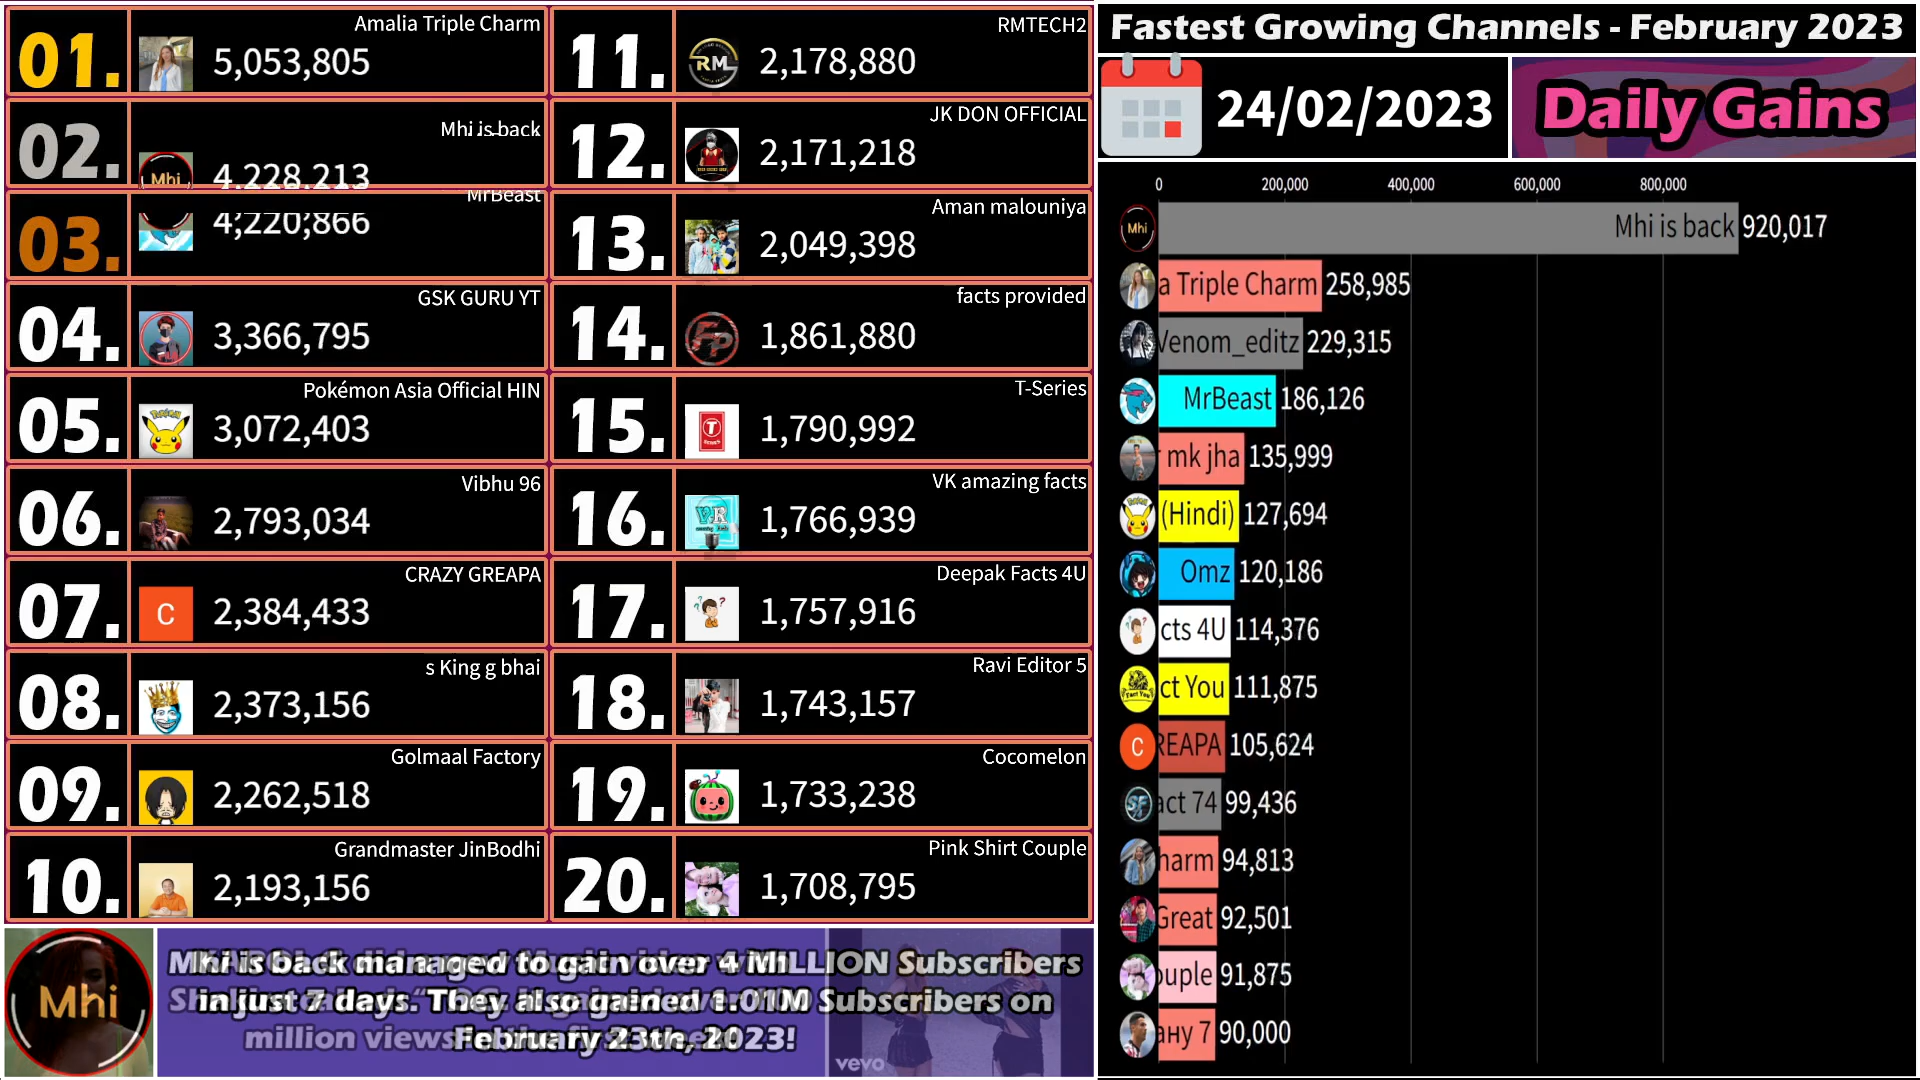 01.
Amalia Triple Charm
5,053,805
02.
Mhi is back
Mhi
4,228,213
03.
MrBeast
4,220,866
04.
GSK GURU YT
3,366,795
05.
Pokémon Asia Official HIN
3,072,403
06.
Vibhu 96
2,793,034
07.
CRAZY GREAPA
C
2,384,433
08.
s King g bhai
2,373,156
09.
Golmaal Factory
2,262,518
10.
Grandmaster JinBodhi
2,193,156
11.
RMTECH2
RM
2,178,880
12.
JK DON OFFICIAL
2,171,218
13.
Aman malouniya
2,049,398
14.
facts provided
FP
1,861,880
15.
T-Series
1,790,992
16.
VK amazing facts
VK
1,766,939
17.
Deepak Facts 4U
1,757,916
18.
Ravi Editor 5
1,743,157
19.
Cocomelon
1,733,238
20.
Pink Shirt Couple
1,708,795
Mhi
Mhi is back managed to gain over 4 MILLION Subscribers
in just 7 days. They also gained 1.01M Subscribers on
February 23th, 2023!
million views
vevo
Fastest Growing Channels - February 2023
24/02/2023
Daily Gains
0 200,000 400,000 600,000 800,000
Mhi Mhi is back 920,017
a Triple Charm 258,985
Venom_editz 229,315
MrBeast 186,126
mk jha 135,999
(Hindi) 127,694
Omz 120,186
cts 4U 114,376
ct You 111,875
C REAPA 105,624
SF act 74 99,436
harm 94,813
Great 92,501
ouple 91,875
ану 7 90,000